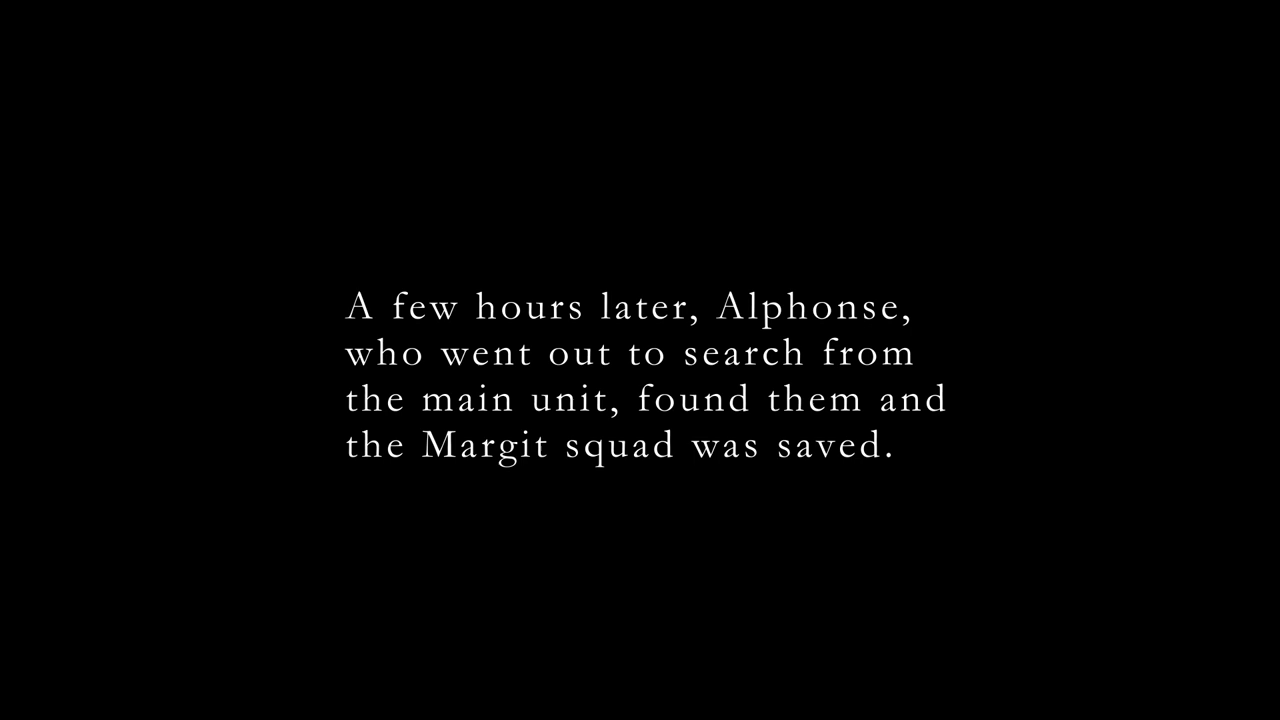 A few hours later, Alphonse,
who went out to search from
the main unit, found them and
the Margit squad was saved.